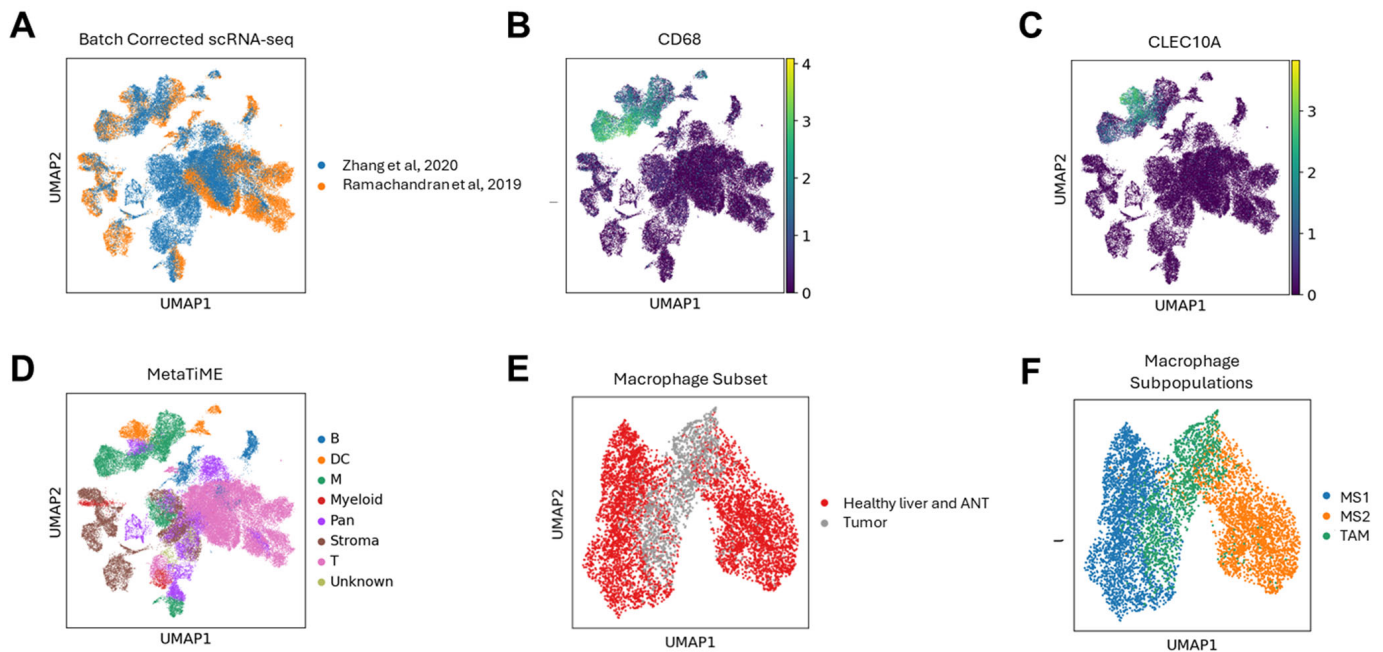 A
Batch Corrected scRNA-seq
UMAP2
UMAP1
Zhang et al, 2020
Ramachandran et al, 2019
B
CD68
4
3
2
1
0
UMAP1
C
CLEC10A
UMAP2
3
2
1
0
UMAP1
D
MetaTiME
UMAP2
UMAP1
B
DC
M
Myeloid
Pan
Stroma
T
Unknown
E
Macrophage Subset
UMAP2
UMAP1
Healthy liver and ANT
Tumor
F
Macrophage
Subpopulations
UMAP1
MS1
MS2
TAM